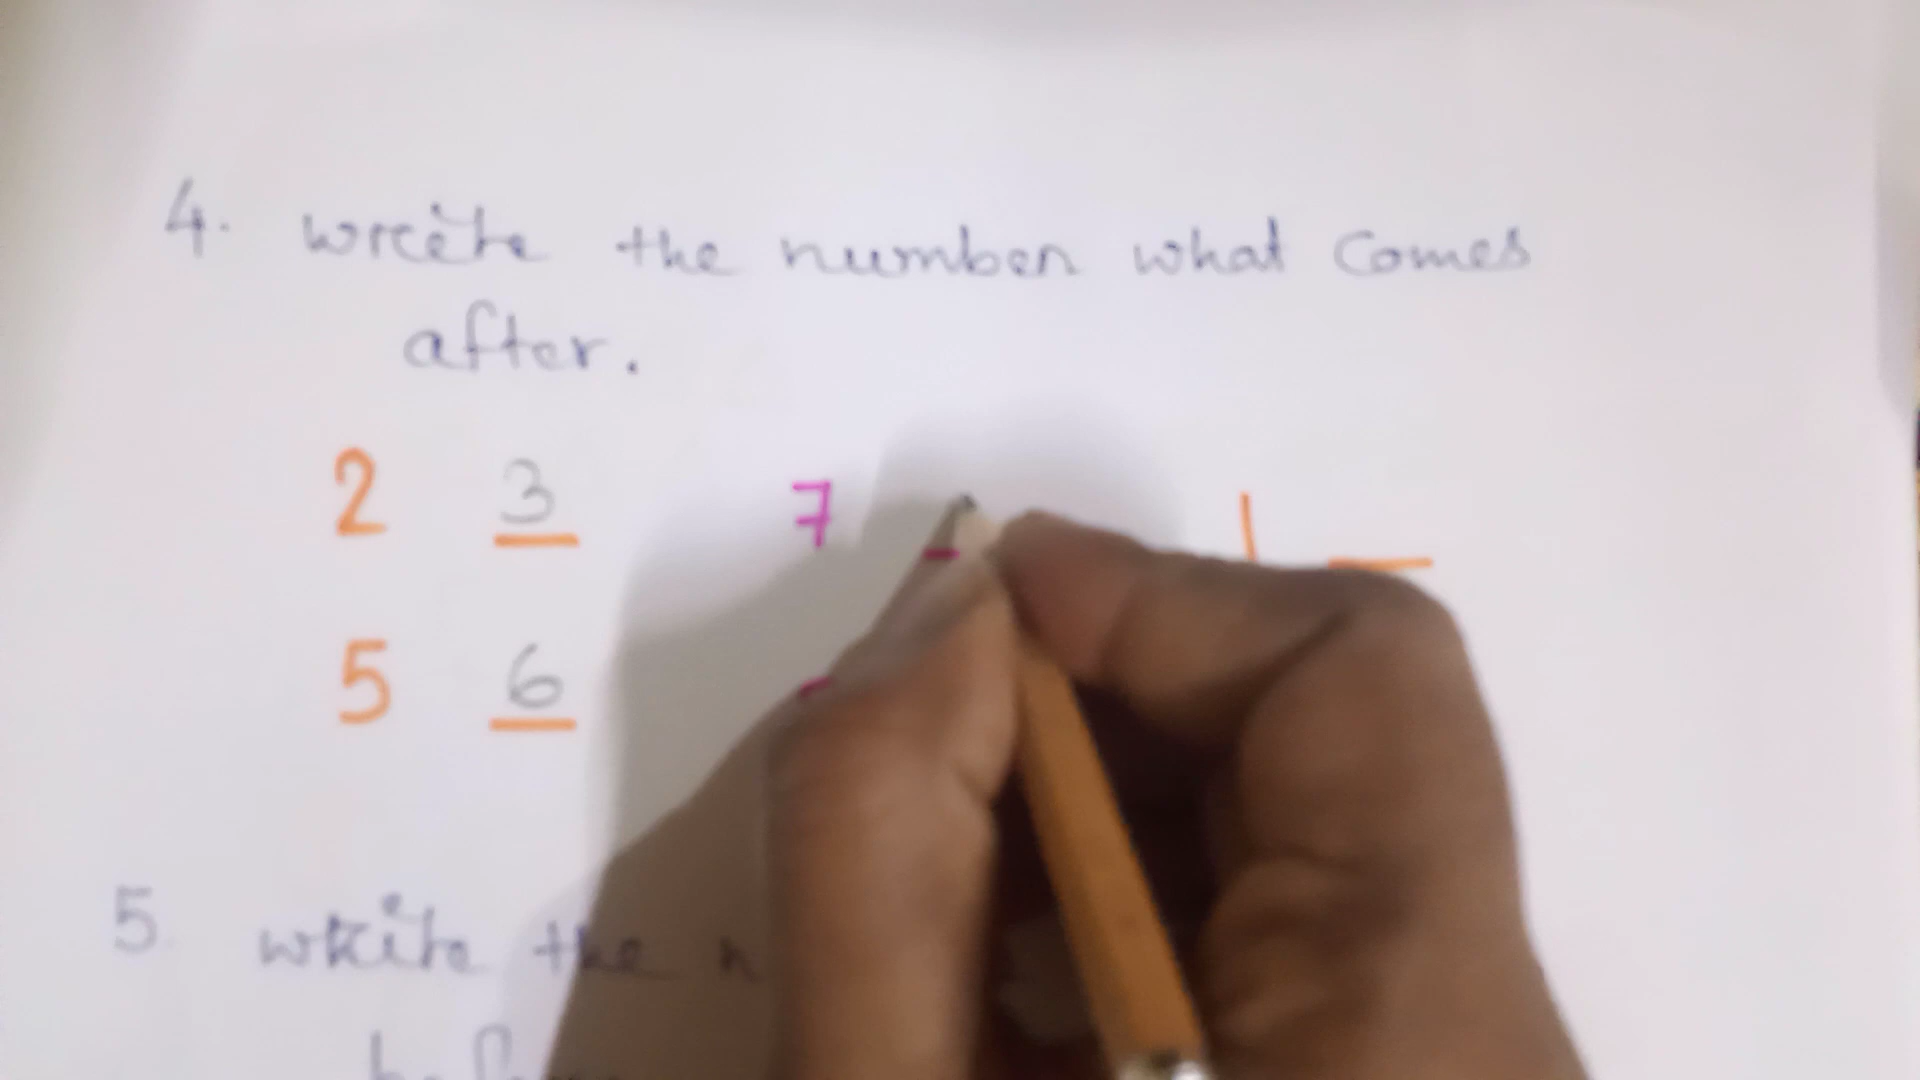 4. write the number what comes
after.
2 3 7 1
5 6
5 write the